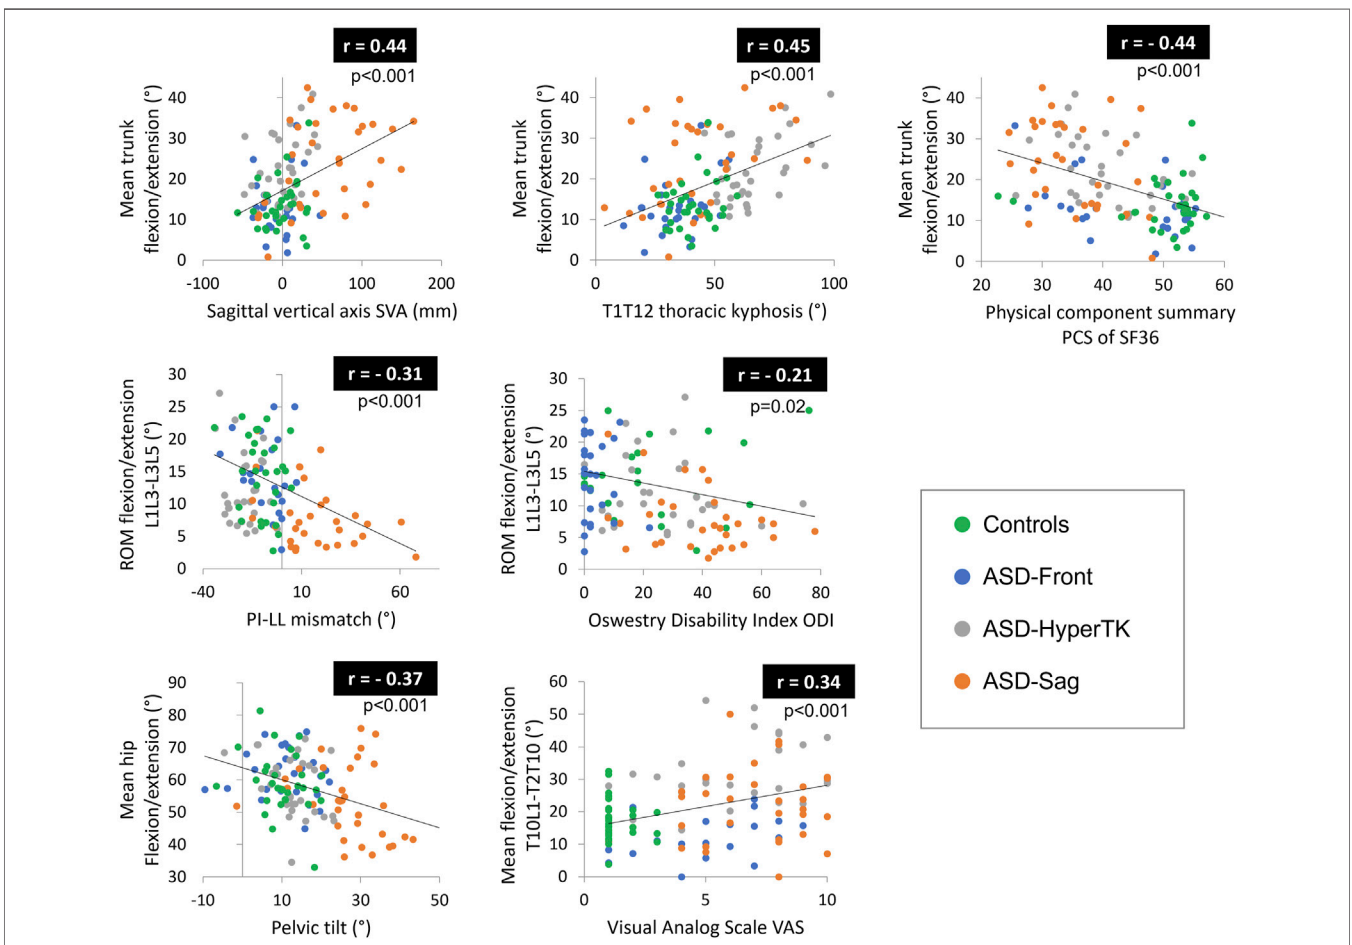 r = 0.44
p<0.001
Mean trunk
flexion/extension (°)
40
30
20
10
0
-100
0
100
200
Sagittal vertical axis SVA (mm)
r = 0.45
p<0.001
Mean trunk
flexion/extension (°)
40
30
20
10
0
0
50
100
T1T12 thoracic kyphosis (°)
r = - 0.44
p<0.001
Mean trunk
flexion/extension (°)
40
30
20
10
0
20
30
40
50
60
Physical component summary
PCS of SF36
r = - 0.31
p<0.001
ROM flexion/extension
L1L3-L3L5 (°)
30
25
20
15
10
5
0
-40
10
60
PI-LL mismatch (°)
r = - 0.21
p=0.02
ROM flexion/extension
L1L3-L3L5 (°)
30
25
20
15
10
5
0
0
20
40
60
80
Oswestry Disability Index ODI
Controls
ASD-Front
ASD-HyperTK
ASD-Sag
r = - 0.37
p<0.001
Mean hip
Flexion/extension (°)
90
80
70
60
50
40
30
-10
10
30
50
Pelvic tilt (°)
r = 0.34
p<0.001
Mean flexion/extension
T10L1-T2T10 (°)
60
50
40
30
20
10
0
0
5
10
Visual Analog Scale VAS